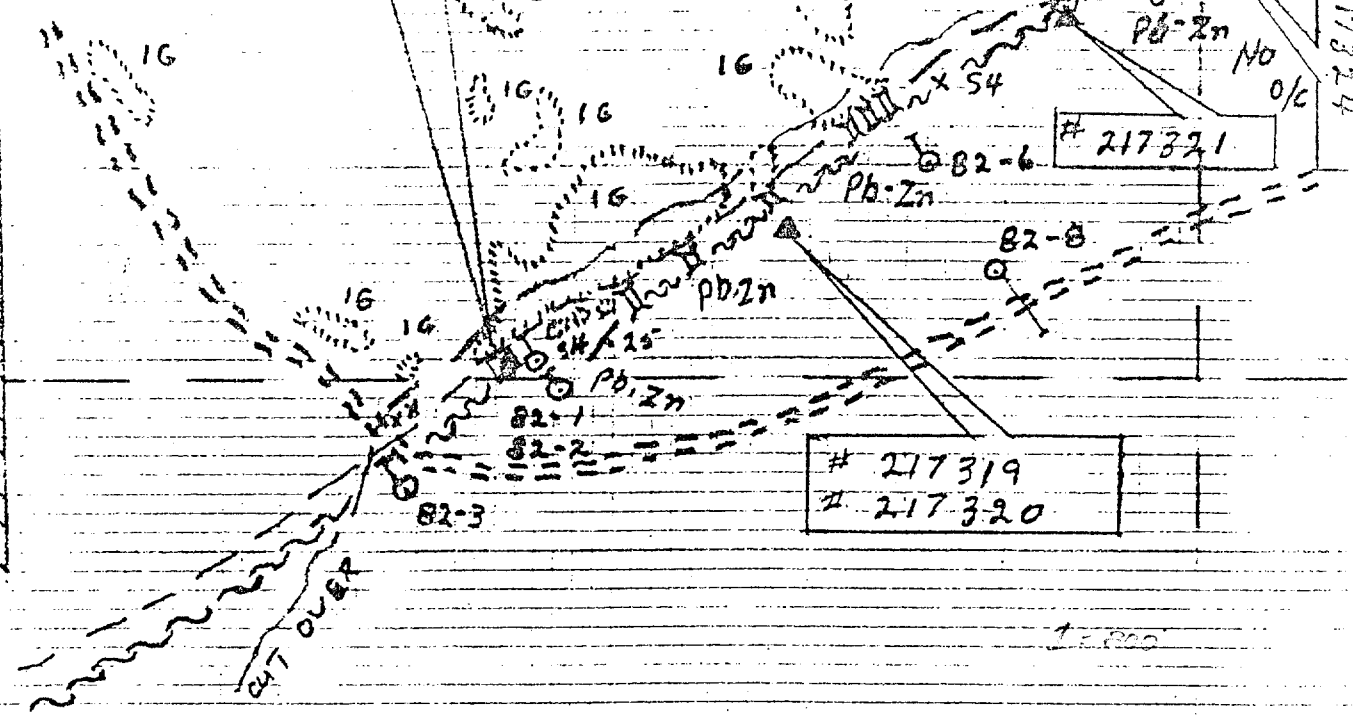 1G
1G
1G
1G
1G
1G
1G
Pb-Zn
No
O/C
S4
# 217321
82-6
Pb-Zn
82-8
Pb,Zn
Pb,Zn
82-1
82-2
82-3
# 217319
# 217320
CUT OVER